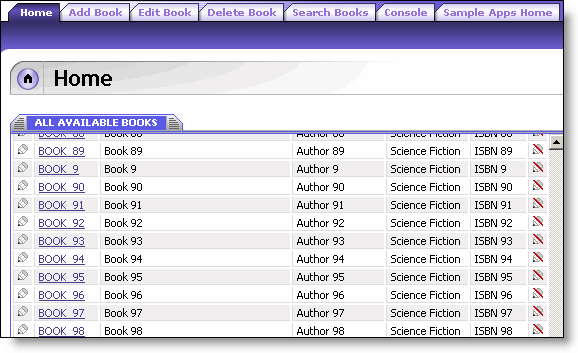 Home Add Book Edit Book Delete Book Search Books Console Sample Apps Home
Home
ALL AVAILABLE BOOKS
BOOK_88 Book 88 Author 88 Science Fiction ISBN 88
BOOK_89 Book 89 Author 89 Science Fiction ISBN 89
BOOK_9 Book 9 Author 9 Science Fiction ISBN 9
BOOK_90 Book 90 Author 90 Science Fiction ISBN 90
BOOK_91 Book 91 Author 91 Science Fiction ISBN 91
BOOK_92 Book 92 Author 92 Science Fiction ISBN 92
BOOK_93 Book 93 Author 93 Science Fiction ISBN 93
BOOK_94 Book 94 Author 94 Science Fiction ISBN 94
BOOK_95 Book 95 Author 95 Science Fiction ISBN 95
BOOK_96 Book 96 Author 96 Science Fiction ISBN 96
BOOK_97 Book 97 Author 97 Science Fiction ISBN 97
BOOK_98 Book 98 Author 98 Science Fiction ISBN 98